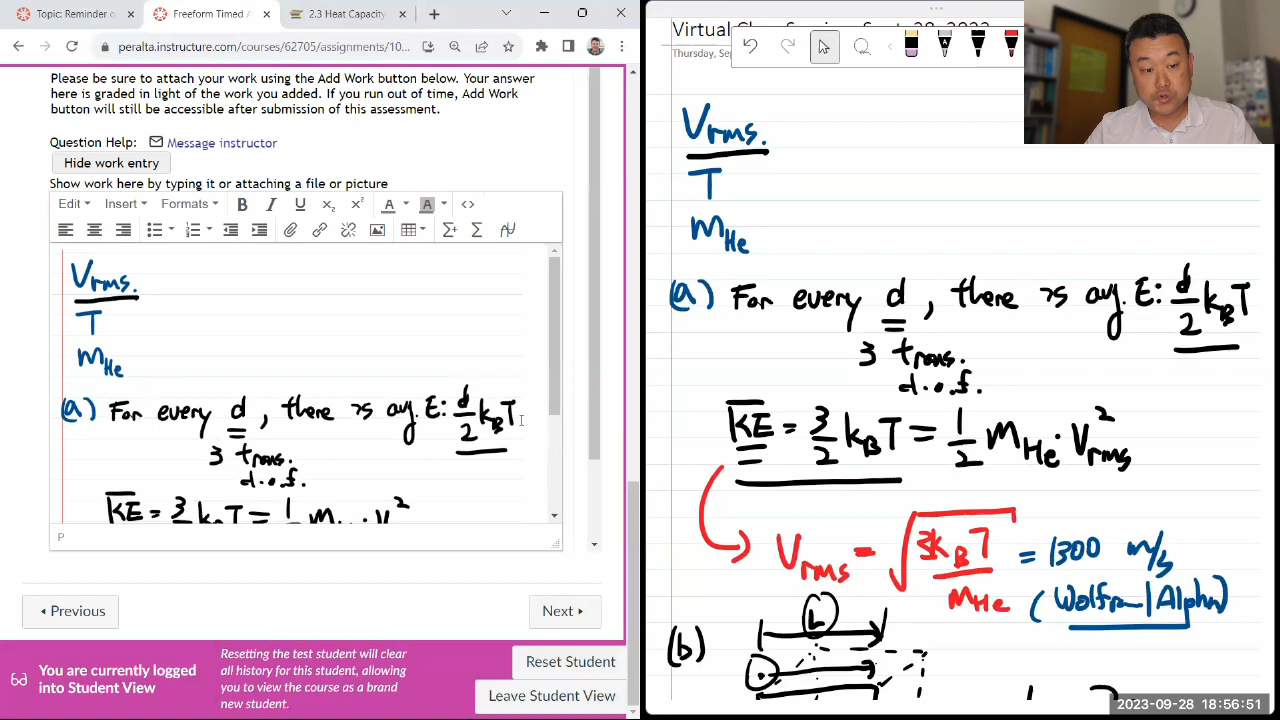 Topic: Reminder o
Freeform Timed A
2.3 Heat Capacit
peralta.instructure.com/courses/62709/assignments/10...
Please be sure to attach your work using the Add Work button below. Your answer
here is graded in light of the work you added. If you run out of time, Add Work
button will still be accessible after submission of this assessment.
Question Help: Message instructor
Hide work entry
Show work here by typing it or attaching a file or picture
Edit Insert Formats B I U x₂ x² A A <>
Σ+ Σ
Vrms.
T
mHe
(a) For every d, there is avg. E: d/2 kBT
3 trans.
d.o.f.
KE = 3/2 kBT = 1/2 mHe · V²
P
Previous
Next
You are currently logged
into Student View
Resetting the test student will clear
all history for this student, allowing
you to view the course as a brand
new student.
Reset Student
Leave Student View
Thursday, Sep
Vrms.
T
mHe
(a) For every d, there is avg. E: d/2 kBT
3 trans.
d.o.f.
KE = 3/2 kBT = 1/2 mHe · Vrms²
Vrms = √(3kBT/mHe) = 1300 m/s
(Wolfram|Alpha)
(b)
L
2023-09-28 18:56:51